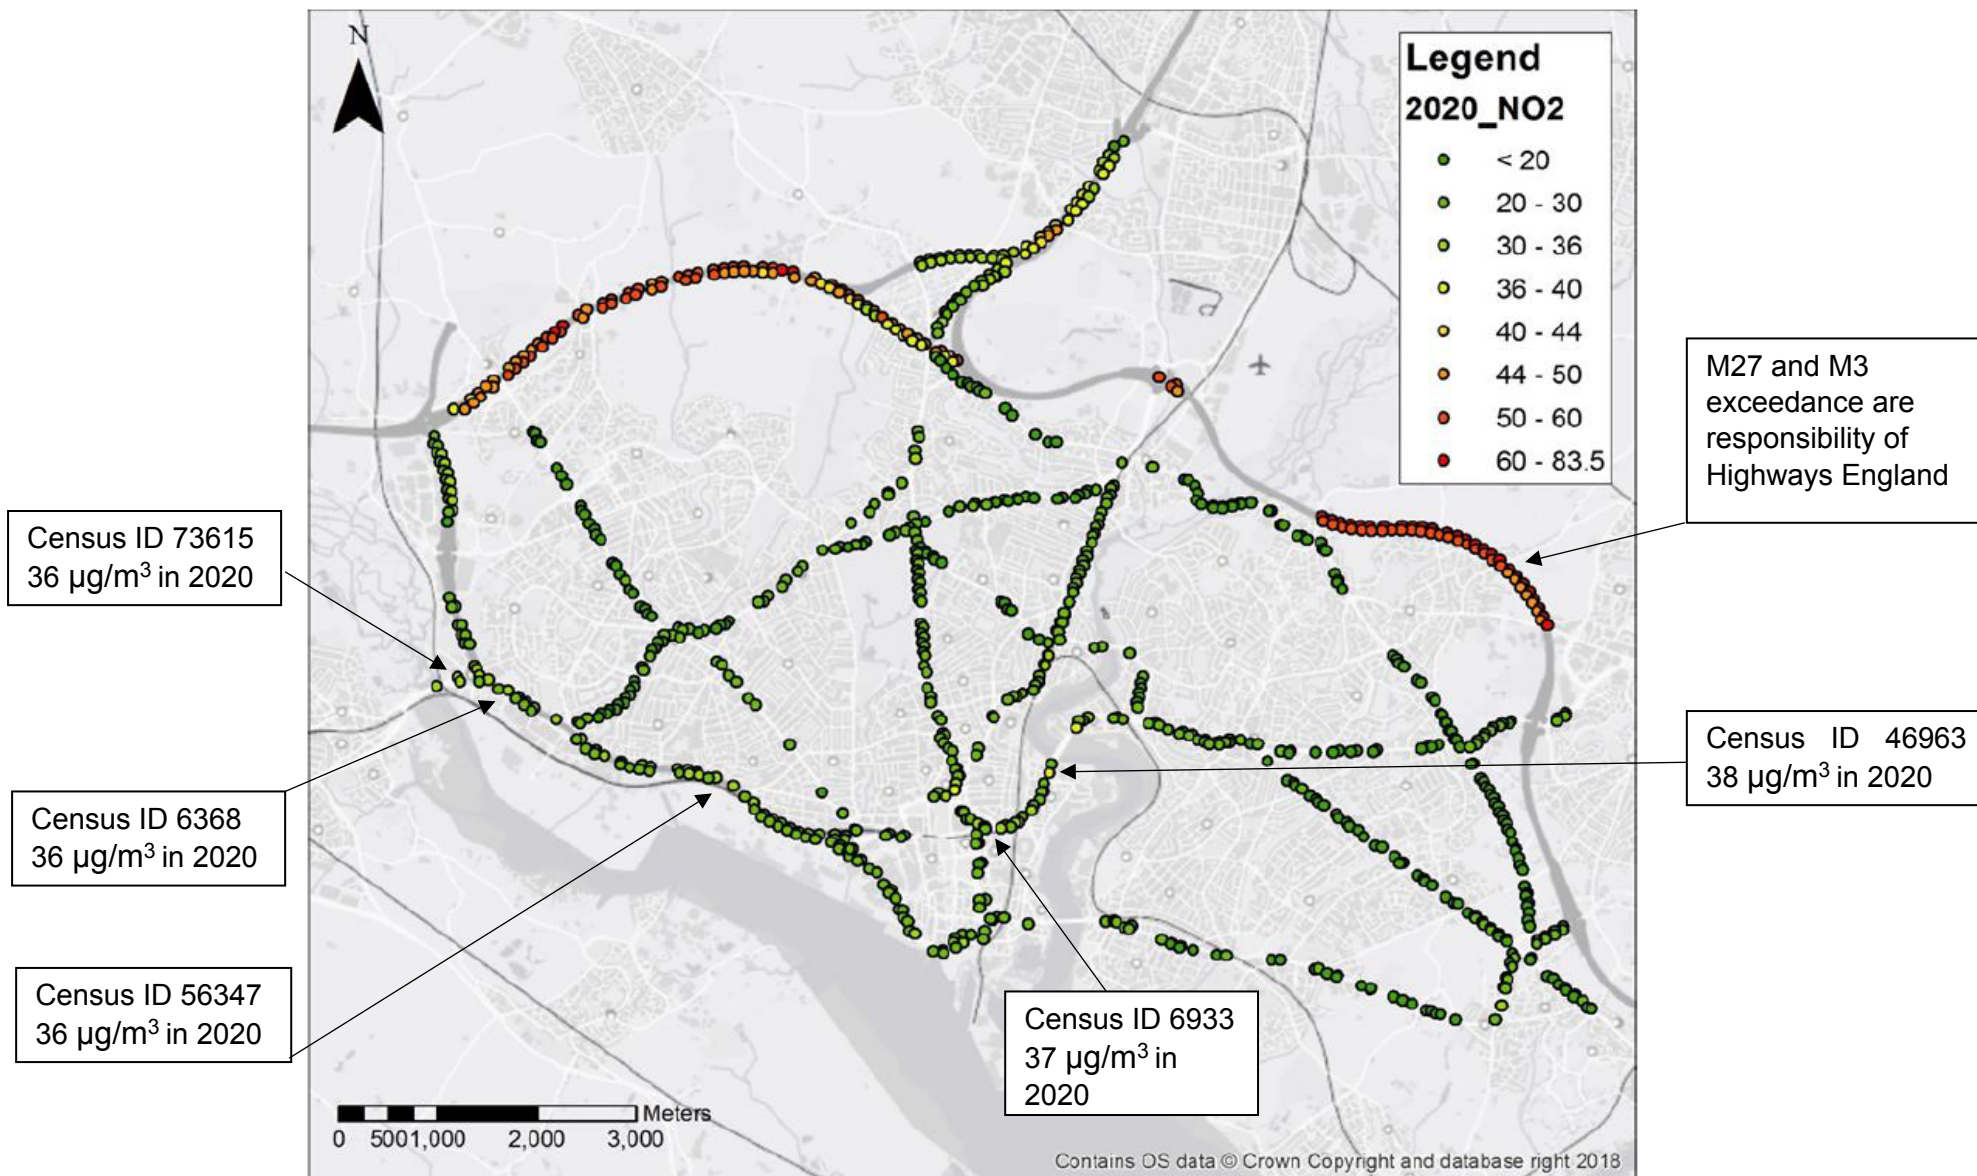 N
Legend
2020_NO2
< 20
20 - 30
30 - 36
36 - 40
40 - 44
44 - 50
50 - 60
60 - 83.5
M27 and M3
exceedance are
responsibility of
Highways England
Census ID 73615
36 µg/m³ in 2020
Census ID 46963
38 µg/m³ in 2020
Census ID 6368
36 µg/m³ in 2020
Census ID 56347
36 µg/m³ in 2020
Census ID 6933
37 µg/m³ in
2020
Meters
0 500 1,000 2,000 3,000
Contains OS data © Crown Copyright and database right 2018